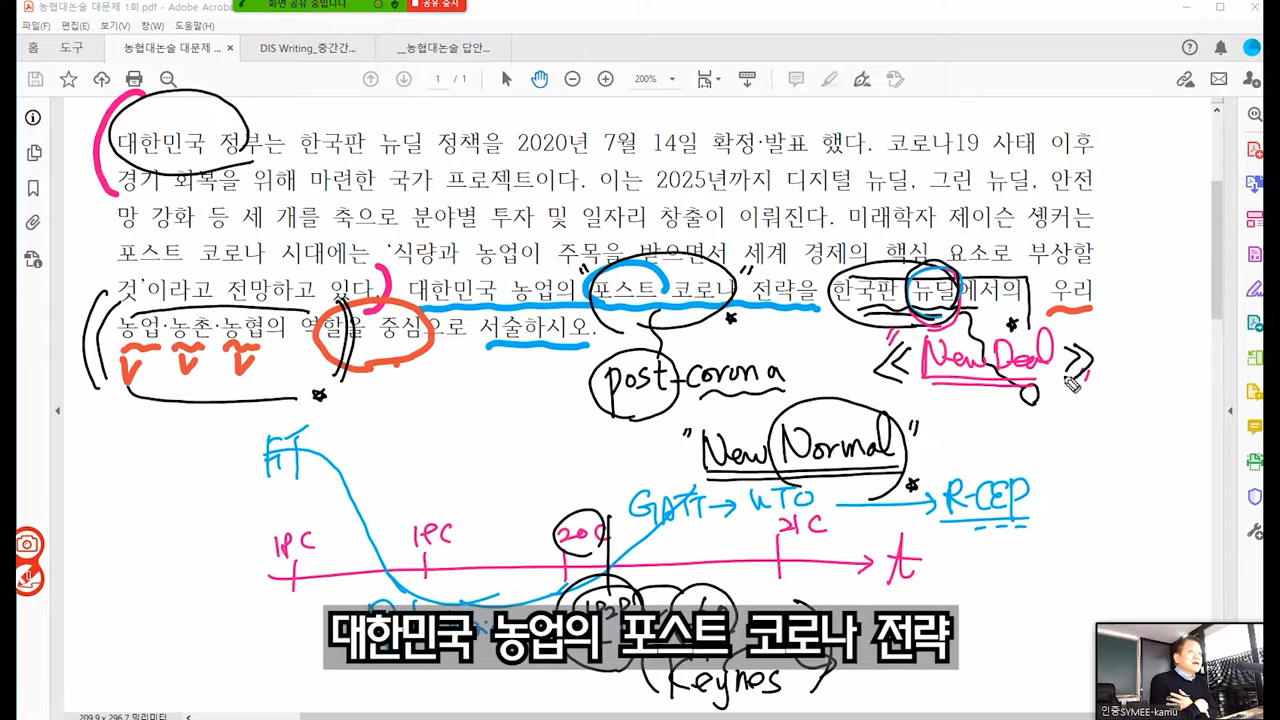 농협대논술 대문제 1회.pdf - Adobe Acrobat
화면 공유 중입니다
공유 중지
파일(F) 편집(E) 보기(V) 창(W) 도움말(H)
홈 도구 농협대논술 대문제 ... × DIS Writing_중간간... __농협대논술 답안...
1 / 1 200%
대한민국 정부는 한국판 뉴딜 정책을 2020년 7월 14일 확정·발표 했다. 코로나19 사태 이후
경기 회복을 위해 마련한 국가 프로젝트이다. 이는 2025년까지 디지털 뉴딜, 그린 뉴딜, 안전
망 강화 등 세 개를 축으로 분야별 투자 및 일자리 창출이 이뤄진다. 미래학자 제이슨 솅커는
포스트 코로나 시대에는 '식량과 농업이 주목을 받으면서 세계 경제의 핵심 요소로 부상할
것'이라고 전망하고 있다. 대한민국 농업의 포스트 코로나 전략을 한국판 뉴딜에서의 우리
농업·농촌·농협의 역할을 중심으로 서술하시오.
<< "New Deal" >>
post-corona
"New Normal"
GATT → WTO → R-CEP
18C 19C 20C 21C t
대한민국 농업의 포스트 코로나 전략
Keynes
209.9 x 296.7 밀리미터
인증SYMEE-kamu